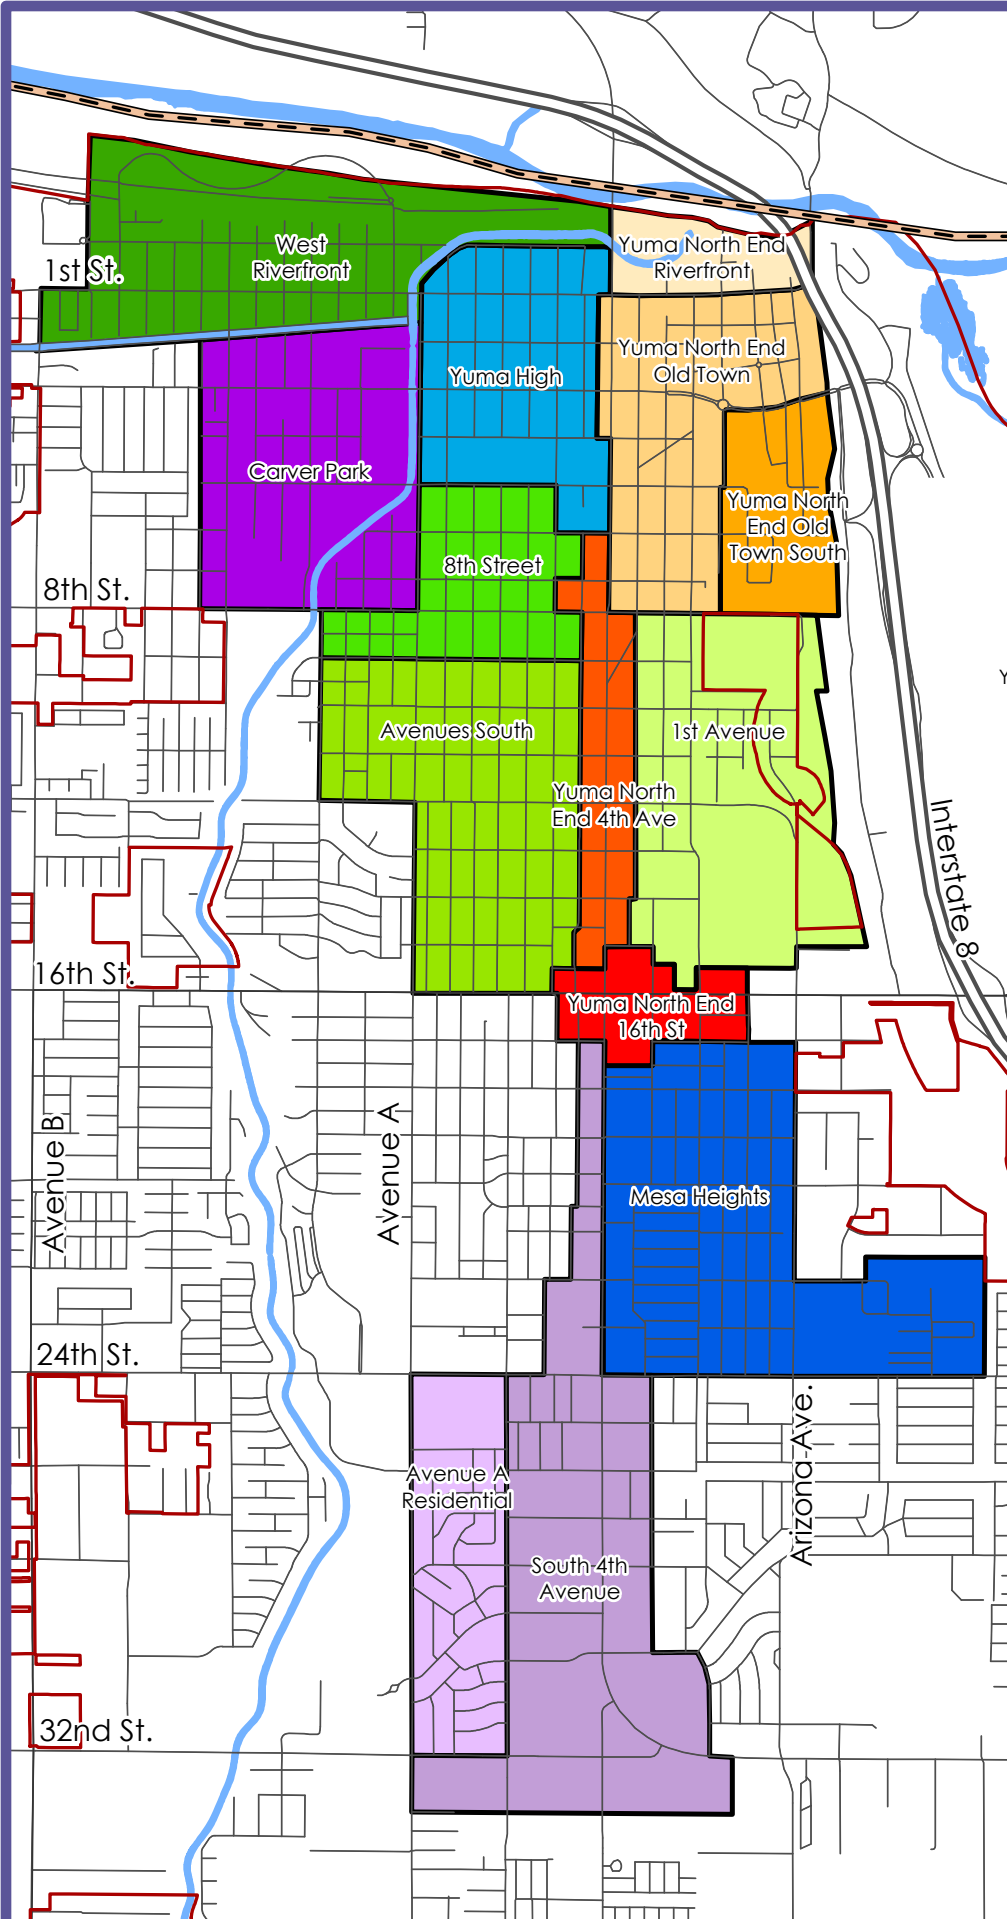 West
Riverfront
Yuma North End
Riverfront
1st St.
Yuma North End
Old Town
Yuma High
Carver Park
Yuma North
End Old
Town South
8th Street
8th St.
Y
Avenues South
1st Avenue
Yuma North
End 4th Ave
Interstate 8
16th St.
Yuma North End
16th St
Avenue B
Avenue A
Mesa Heights
24th St.
Arizona Ave.
Avenue A
Residential
South 4th
Avenue
32nd St.